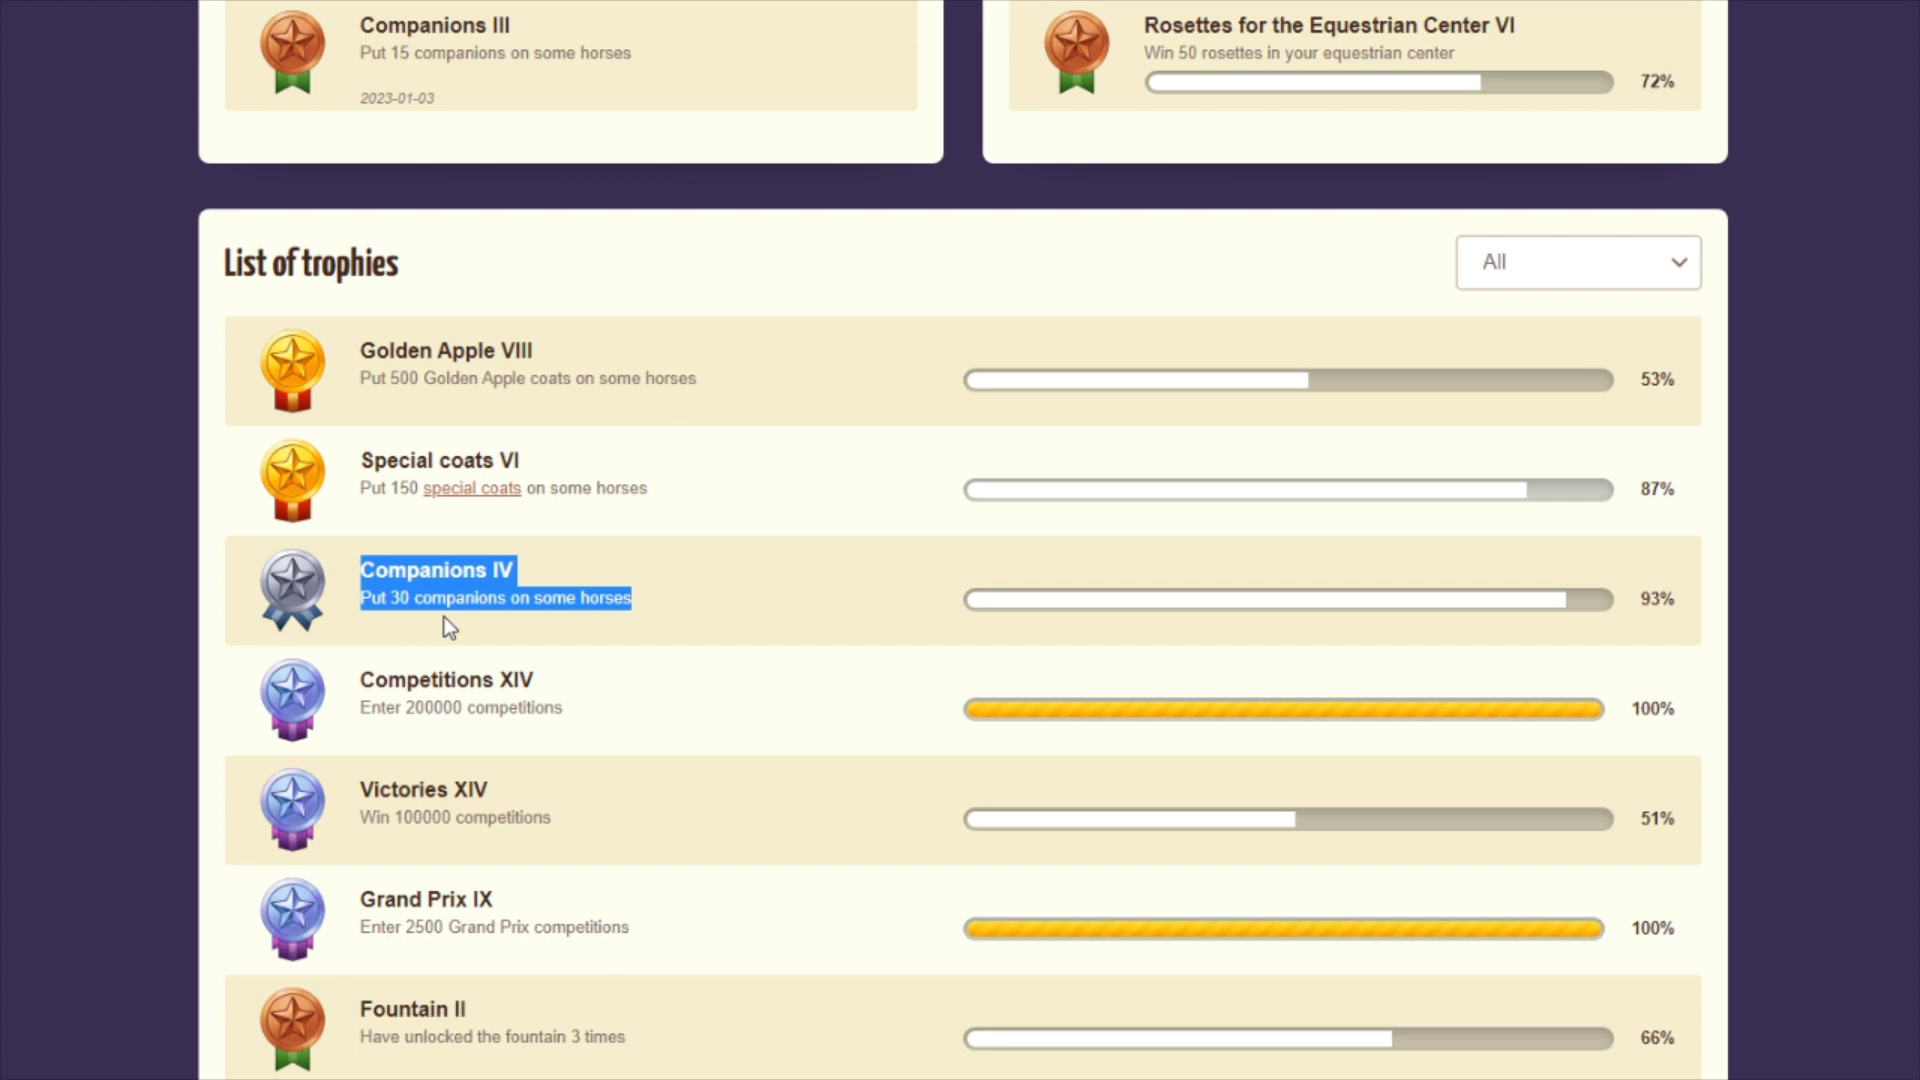 Companions III
Put 15 companions on some horses
2023-01-03
Rosettes for the Equestrian Center VI
Win 50 rosettes in your equestrian center
72%
List of trophies
All
Golden Apple VIII
Put 500 Golden Apple coats on some horses
53%
Special coats VI
Put 150 special coats on some horses
87%
Companions IV
Put 30 companions on some horses
93%
Competitions XIV
Enter 200000 competitions
100%
Victories XIV
Win 100000 competitions
51%
Grand Prix IX
Enter 2500 Grand Prix competitions
100%
Fountain II
Have unlocked the fountain 3 times
66%